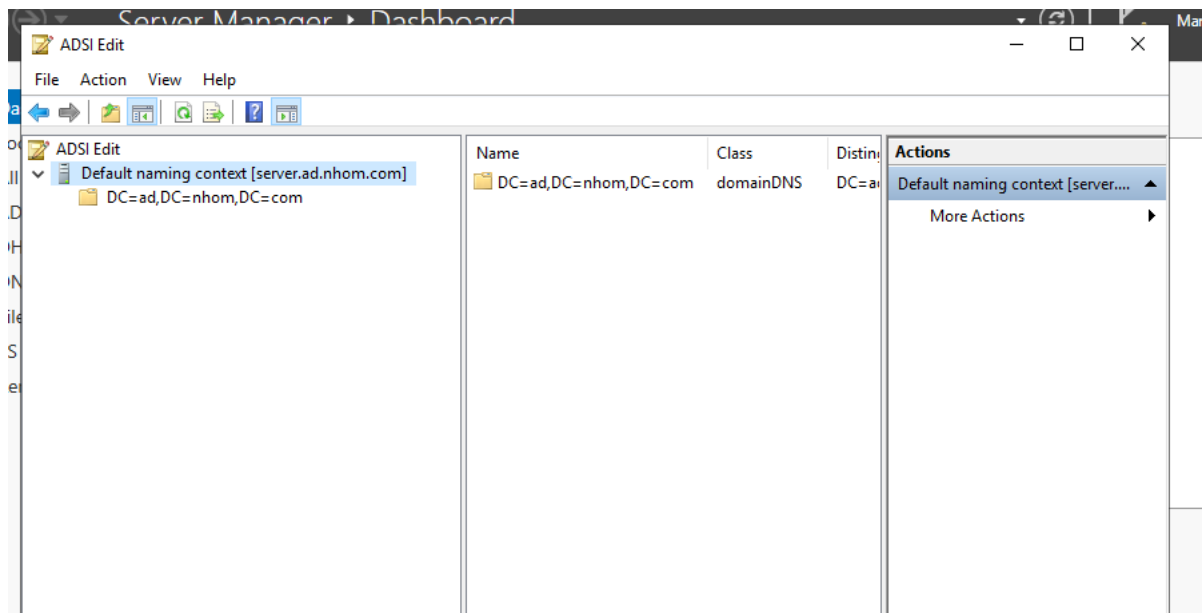 Server Manager ▸ Dashboard
Mar
ADSI Edit
File Action View Help
ADSI Edit
Default naming context [server.ad.nhom.com]
DC=ad,DC=nhom,DC=com
Name Class Disting
DC=ad,DC=nhom,DC=com domainDNS DC=a
Actions
Default naming context [server....
More Actions